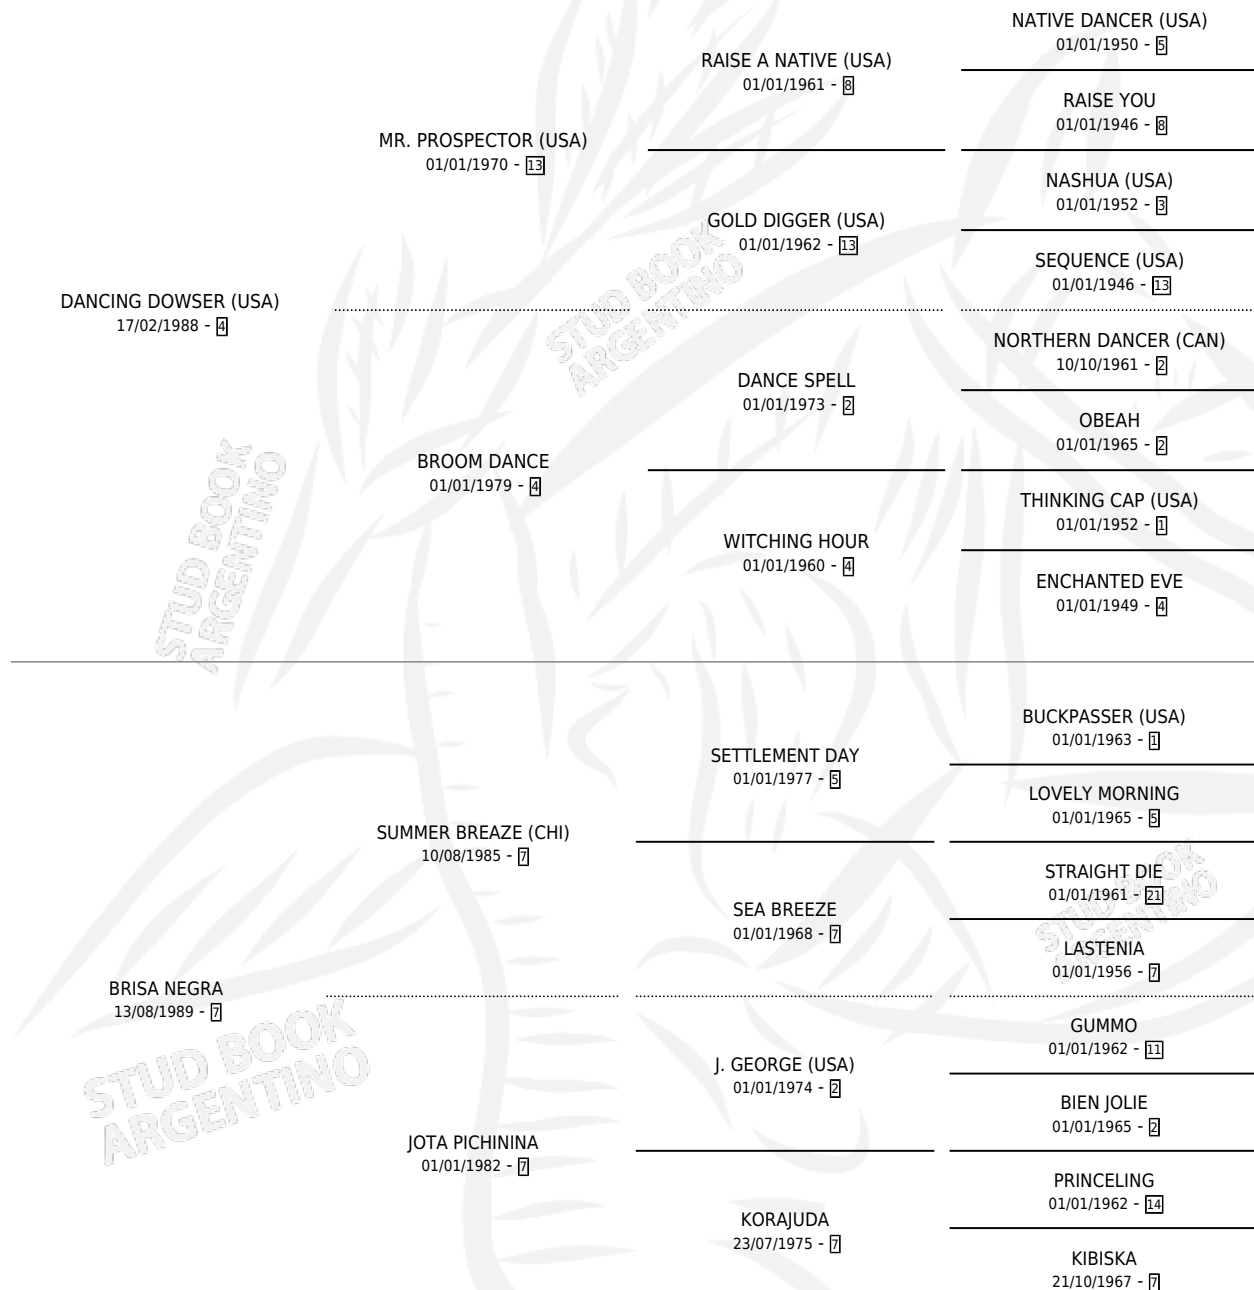 NATIVE DANCER (USA)
01/01/1950 - 5
RAISE A NATIVE (USA)
01/01/1961 - 8
RAISE YOU
01/01/1946 - 8
MR. PROSPECTOR (USA)
01/01/1970 - 13
NASHUA (USA)
01/01/1952 - 3
GOLD DIGGER (USA)
01/01/1962 - 13
SEQUENCE (USA)
01/01/1946 - 13
DANCING DOWSER (USA)
17/02/1988 - 4
NORTHERN DANCER (CAN)
10/10/1961 - 2
DANCE SPELL
01/01/1973 - 2
OBEAH
01/01/1965 - 2
BROOM DANCE
01/01/1979 - 4
THINKING CAP (USA)
01/01/1952 - 1
WITCHING HOUR
01/01/1960 - 4
ENCHANTED EVE
01/01/1949 - 4
BUCKPASSER (USA)
01/01/1963 - 1
SETTLEMENT DAY
01/01/1977 - 5
LOVELY MORNING
01/01/1965 - 5
SUMMER BREAZE (CHI)
10/08/1985 - 7
STRAIGHT DIE
01/01/1961 - 21
SEA BREEZE
01/01/1968 - 7
LASTENIA
01/01/1956 - 7
BRISA NEGRA
13/08/1989 - 7
GUMMO
01/01/1962 - 11
J. GEORGE (USA)
01/01/1974 - 2
BIEN JOLIE
01/01/1965 - 2
JOTA PICHININA
01/01/1982 - 7
PRINCELING
01/01/1962 - 14
KORAJUDA
23/07/1975 - 7
KIBISKA
21/10/1967 - 7
STUD BOOK
ARGENTINO
STUD BOOK
ARGENTINO
STUD BOOK
ARGENTINO
STUD BOOK
ARGENTINO